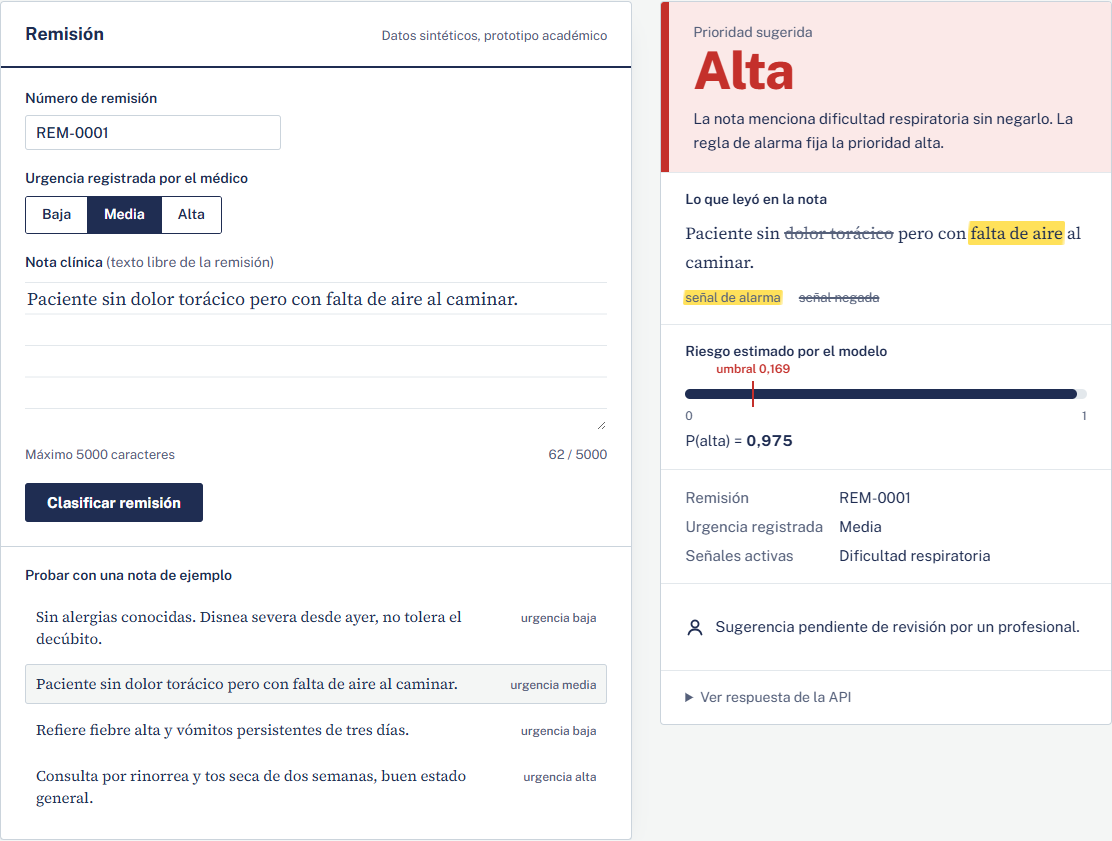 Remisión
Datos sintéticos, prototipo académico
Número de remisión
REM-0001
Urgencia registrada por el médico
Baja
Media
Alta
Nota clínica (texto libre de la remisión)
Paciente sin dolor torácico pero con falta de aire al caminar.
Máximo 5000 caracteres
62 / 5000
Clasificar remisión
Probar con una nota de ejemplo
Sin alergias conocidas. Disnea severa desde ayer, no tolera el
decúbito.
urgencia baja
Paciente sin dolor torácico pero con falta de aire al caminar.
urgencia media
Refiere fiebre alta y vómitos persistentes de tres días.
urgencia baja
Consulta por rinorrea y tos seca de dos semanas, buen estado
general.
urgencia alta
Prioridad sugerida
Alta
La nota menciona dificultad respiratoria sin negarlo. La
regla de alarma fija la prioridad alta.
Lo que leyó en la nota
Paciente sin dolor torácico pero con falta de aire al
caminar.
señal de alarma
señal negada
Riesgo estimado por el modelo
umbral 0,169
0
1
P(alta) = 0,975
Remisión
REM-0001
Urgencia registrada
Media
Señales activas
Dificultad respiratoria
Sugerencia pendiente de revisión por un profesional.
Ver respuesta de la API